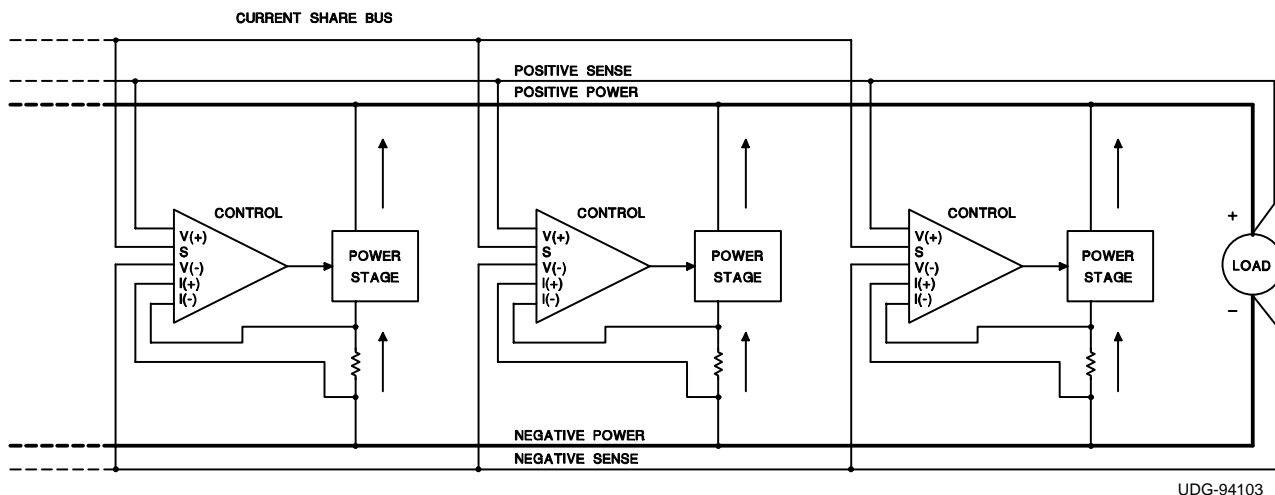 CURRENT SHARE BUS
POSITIVE SENSE
POSITIVE POWER
CONTROL
V(+)
S
V(-)
I(+)
I(-)
POWER
STAGE
CONTROL
V(+)
S
V(-)
I(+)
I(-)
POWER
STAGE
CONTROL
V(+)
S
V(-)
I(+)
I(-)
POWER
STAGE
+
LOAD
−
NEGATIVE POWER
NEGATIVE SENSE
UDG-94103